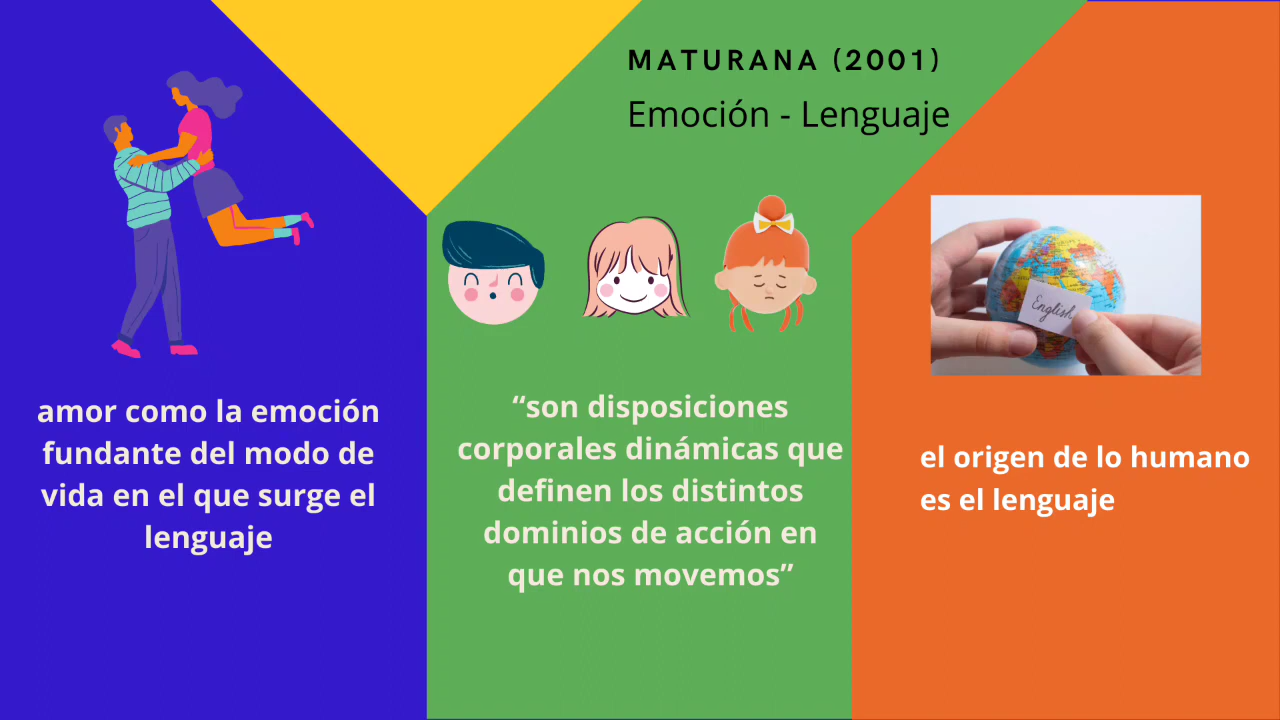 MATURANA (2001)
Emoción - Lenguaje
amor como la emoción
fundante del modo de
vida en el que surge el
lenguaje
“son disposiciones
corporales dinámicas que
definen los distintos
dominios de acción en
que nos movemos”
English
el origen de lo humano
es el lenguaje